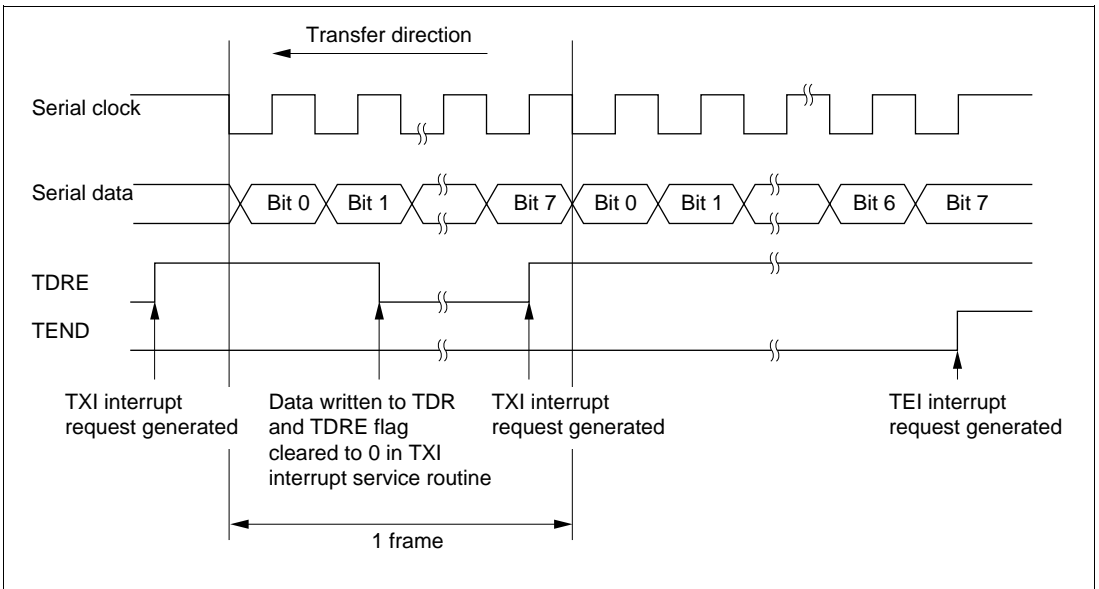 Transfer direction
Serial clock
Serial data
Bit 0 Bit 1 Bit 7 Bit 0 Bit 1 Bit 6 Bit 7
TDRE
TEND
TXI interrupt
request generated
Data written to TDR
and TDRE flag
cleared to 0 in TXI
interrupt service routine
TXI interrupt
request generated
TEI interrupt
request generated
1 frame